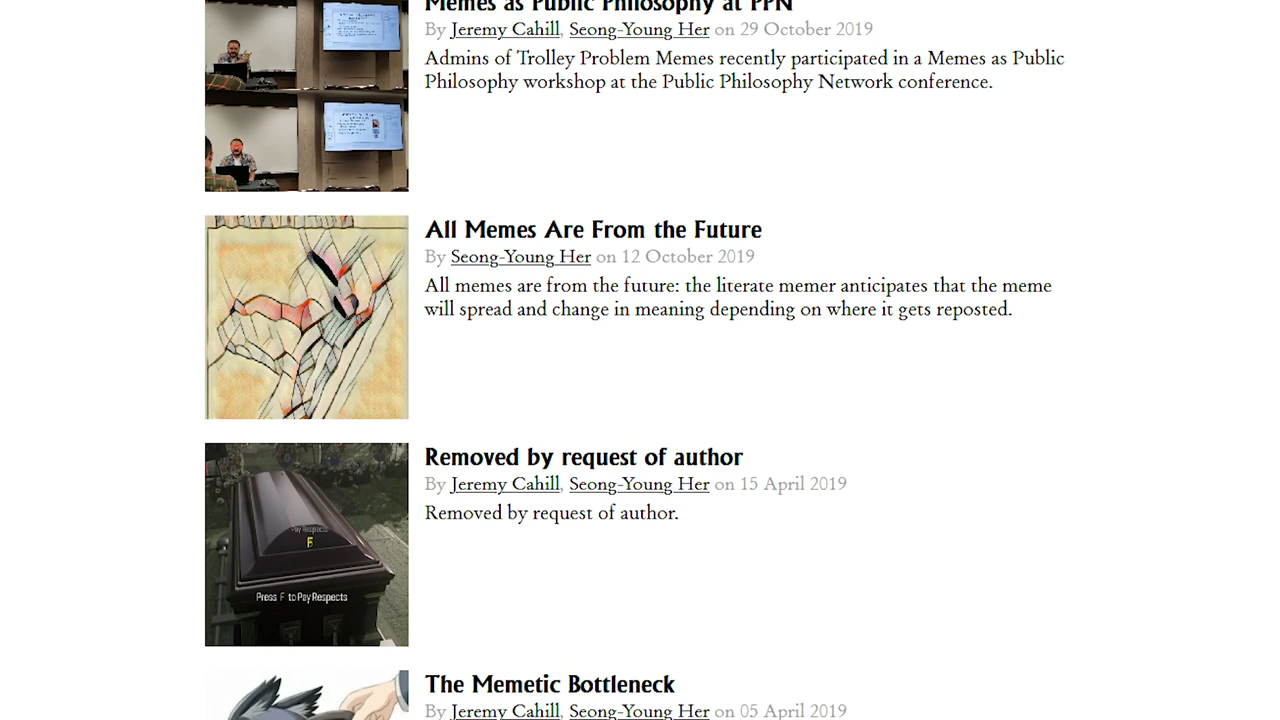 Memes as Public Philosophy at PPN
By Jeremy Cahill, Seong-Young Her on 29 October 2019
Admins of Trolley Problem Memes recently participated in a Memes as Public
Philosophy workshop at the Public Philosophy Network conference.
All Memes Are From the Future
By Seong-Young Her on 12 October 2019
All memes are from the future: the literate memer anticipates that the meme
will spread and change in meaning depending on where it gets reposted.
Removed by request of author
By Jeremy Cahill, Seong-Young Her on 15 April 2019
Removed by request of author.
Pay Respects
F
Press F to Pay Respects
The Memetic Bottleneck
By Jeremy Cahill, Seong-Young Her on 05 April 2019